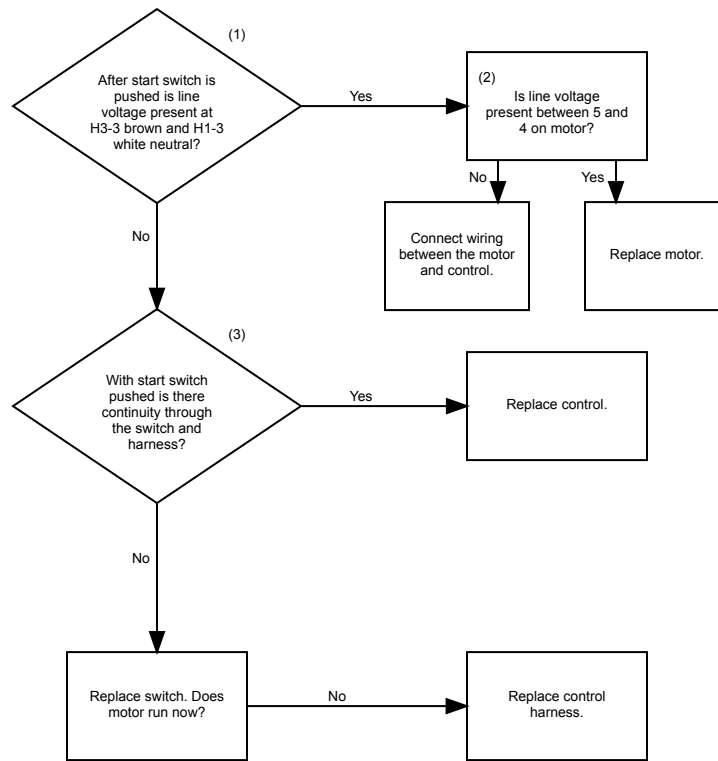 (1)
After start switch is
pushed is line
voltage present at
H3-3 brown and H1-3
white neutral?
Yes
(2)
Is line voltage
present between 5 and
4 on motor?
No
Yes
Connect wiring
between the motor
and control.
Replace motor.
No
(3)
With start switch
pushed is there
continuity through
the switch and
harness?
Yes
Replace control.
No
Replace switch. Does
motor run now?
No
Replace control
harness.